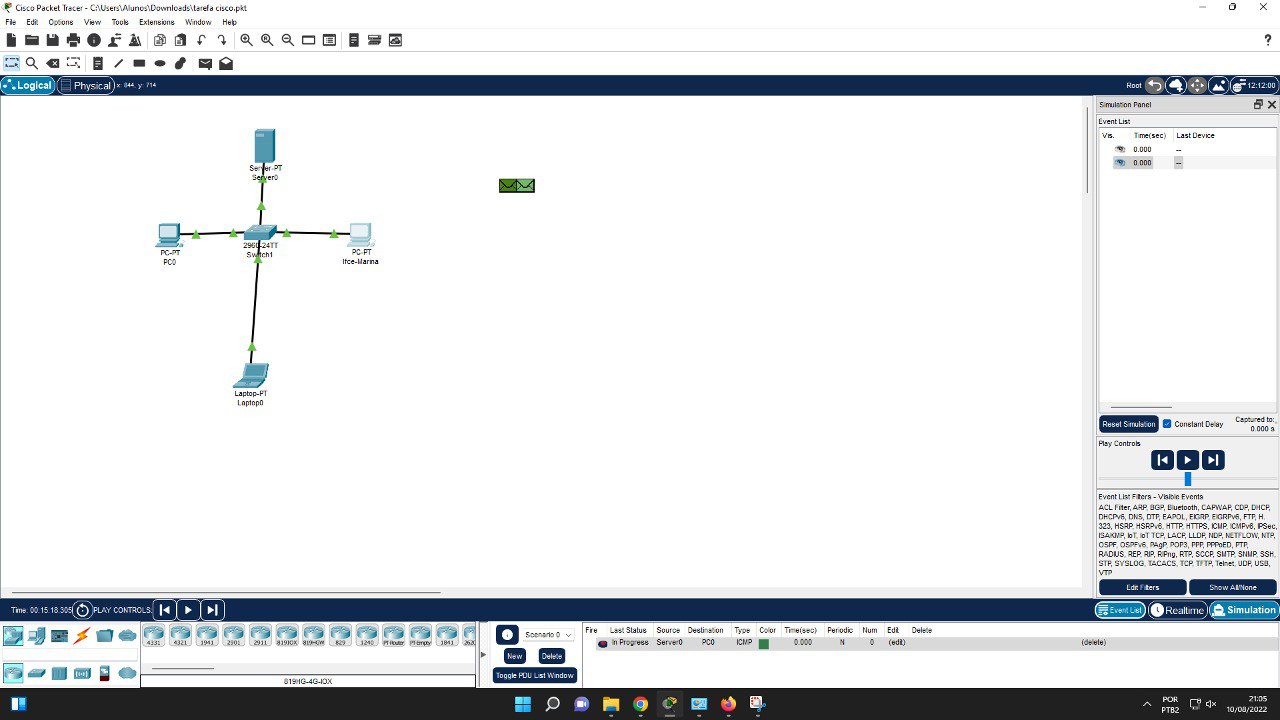 Cisco Packet Tracer - C:\Users\Alunos\Downloads\tarefa cisco.pkt
File Edit Options View Tools Extensions Window Help
?
Logical Physical x: 844, y: 714 Root 12:12:00
Server-PT
Server0
PC-PT
PC0
2960-24TT
Switch1
PC-PT
Ifce-Marina
Laptop-PT
Laptop0
Simulation Panel
Event List
Vis. Time(sec) Last Device
0.000 --
0.000 --
Reset Simulation Constant Delay Captured to:
0.000 s
Play Controls
Event List Filters - Visible Events
ACL Filter, ARP, BGP, Bluetooth, CAPWAP, CDP, DHCP,
DHCPv6, DNS, DTP, EAPOL, EIGRP, EIGRPv6, FTP, H.
323, HSRP, HSRPv6, HTTP, HTTPS, ICMP, ICMPv6, IPSec,
ISAKMP, IoT, IoT TCP, LACP, LLDP, NDP, NETFLOW, NTP,
OSPF, OSPFv6, PAgP, POP3, PPP, PPPoED, PTP,
RADIUS, REP, RIP, RIPng, RTP, SCCP, SMTP, SNMP, SSH,
STP, SYSLOG, TACACS, TCP, TFTP, Telnet, UDP, USB,
VTP
Edit Filters Show All/None
Time: 00:15:18.305 PLAY CONTROLS: Event List Realtime Simulation
4331 4321 1941 2901 2911 819IOX 819HGW 829 1240 PT-Router PT-Empty 1841
819HG-4G-IOX
Scenario 0
New Delete
Toggle PDU List Window
Fire Last Status Source Destination Type Color Time(sec) Periodic Num Edit Delete
In Progress Server0 PC0 ICMP 0.000 N 0 (edit) (delete)
POR
PTB2
21:05
10/08/2022